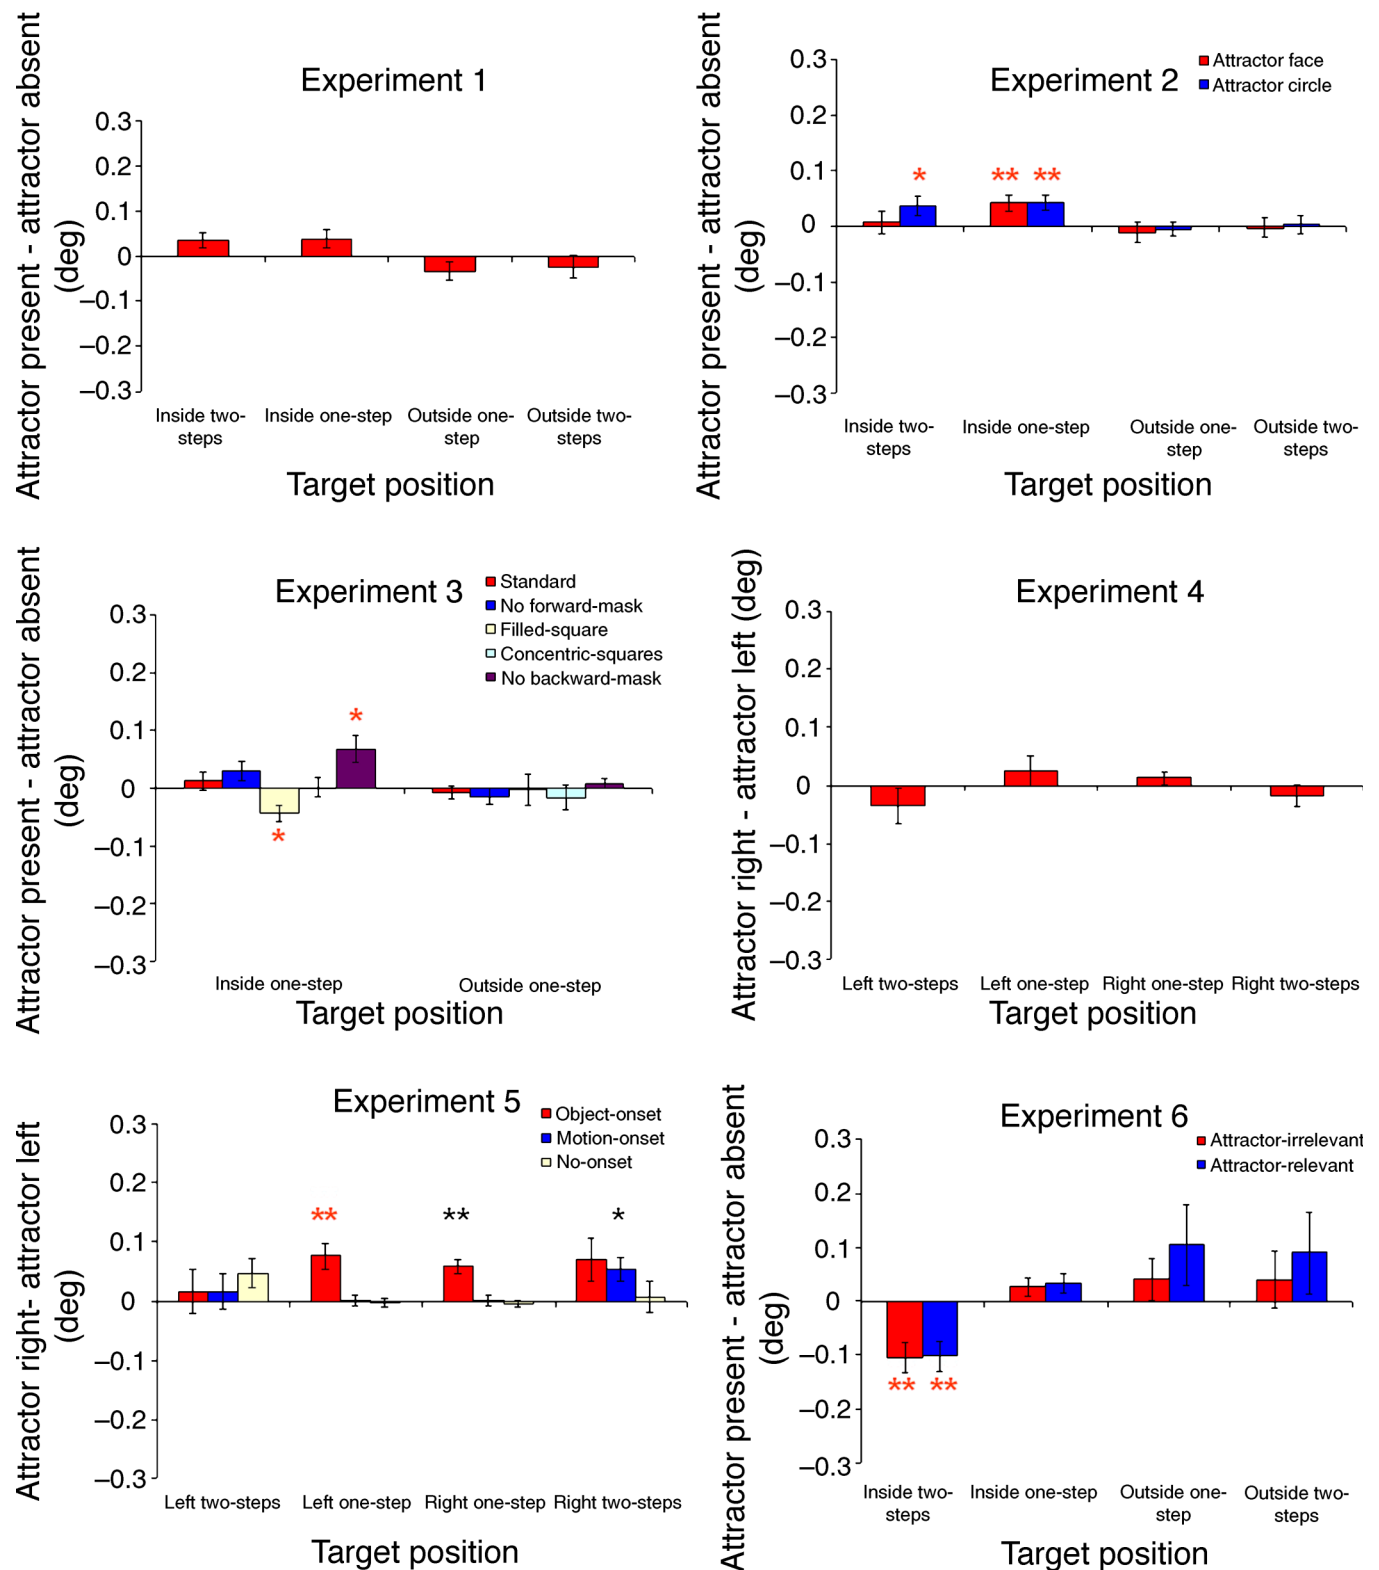 Experiment 1
Attractor present - attractor absent
(deg)
0.3
0.2
0.1
0
–0.1
–0.2
–0.3
Inside two-
steps
Inside one-step
Outside one-
step
Outside two-
steps
Target position
Experiment 2
Attractor face
Attractor circle
Attractor present - attractor absent
(deg)
0.3
0.2
0.1
0
–0.1
–0.2
–0.3
*
**
**
Inside two-
steps
Inside one-step
Outside one-
step
Outside two-
steps
Target position
Experiment 3
Standard
No forward-mask
Filled-square
Concentric-squares
No backward-mask
Attractor present - attractor absent
(deg)
0.3
0.2
0.1
0
–0.1
–0.2
–0.3
*
*
Inside one-step
Outside one-step
Target position
Experiment 4
Attractor right - attractor left (deg)
0.3
0.2
0.1
0
–0.1
–0.2
–0.3
Left two-steps
Left one-step
Right one-step
Right two-steps
Target position
Experiment 5
Object-onset
Motion-onset
No-onset
Attractor right- attractor left
(deg)
0.3
0.2
0.1
0
–0.1
–0.2
–0.3
**
**
*
Left two-steps
Left one-step
Right one-step
Right two-steps
Target position
Experiment 6
Attractor-irrelevant
Attractor-relevant
Attractor present - attractor absent
(deg)
0.3
0.2
0.1
0
–0.1
–0.2
–0.3
**
**
Inside two-
steps
Inside one-step
Outside one-
step
Outside two-
steps
Target position